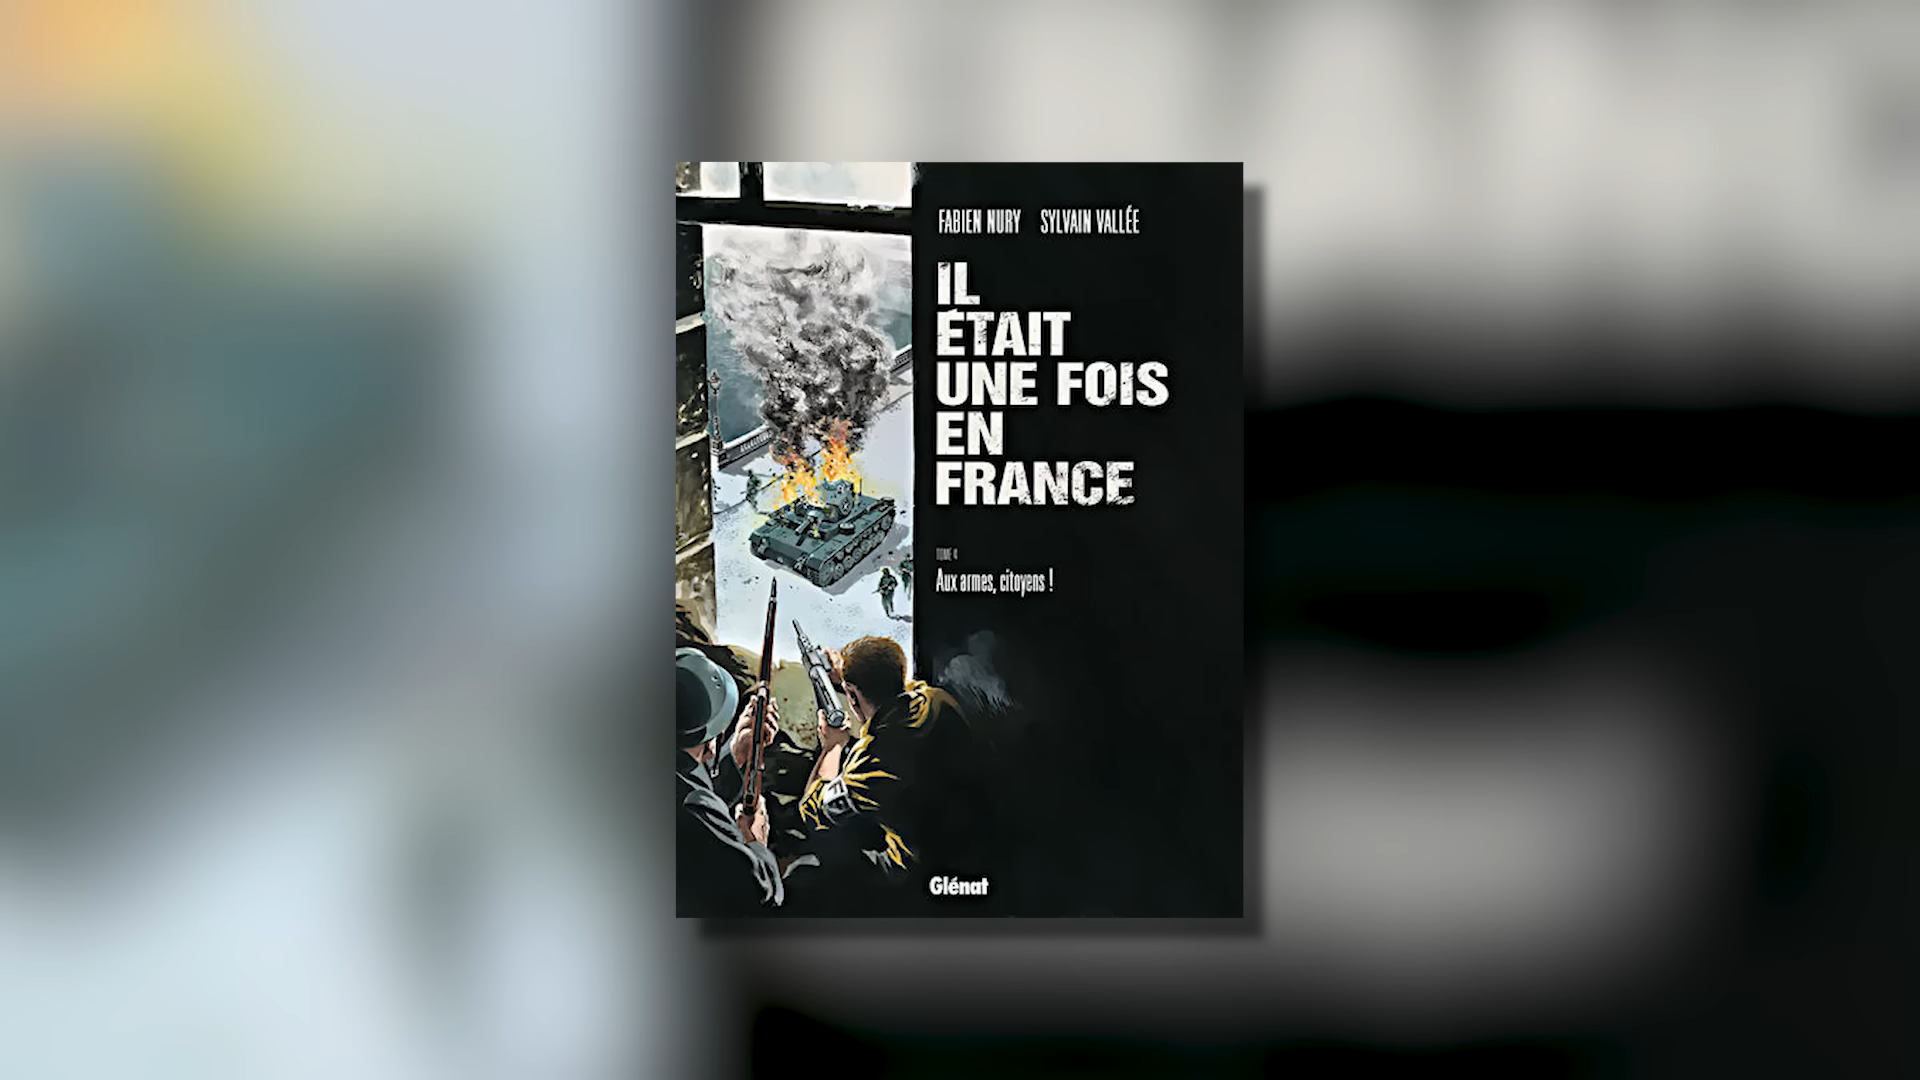 FABIEN NURY SYLVAIN VALLÉE
IL
ÉTAIT
UNE FOIS
EN
FRANCE
TOME 4
Aux armes, citoyens !
Glénat